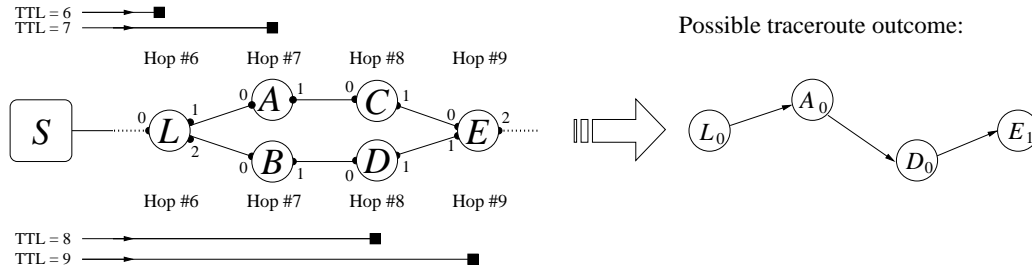 TTL = 6
TTL = 7
Possible traceroute outcome:
Hop #6 Hop #7 Hop #8 Hop #9
S
0 L 1 2
0 A 1
0 C 1
0 B 1
0 D 1
0 1 E 2
L0
A0
D0
E1
Hop #6 Hop #7 Hop #8 Hop #9
TTL = 8
TTL = 9